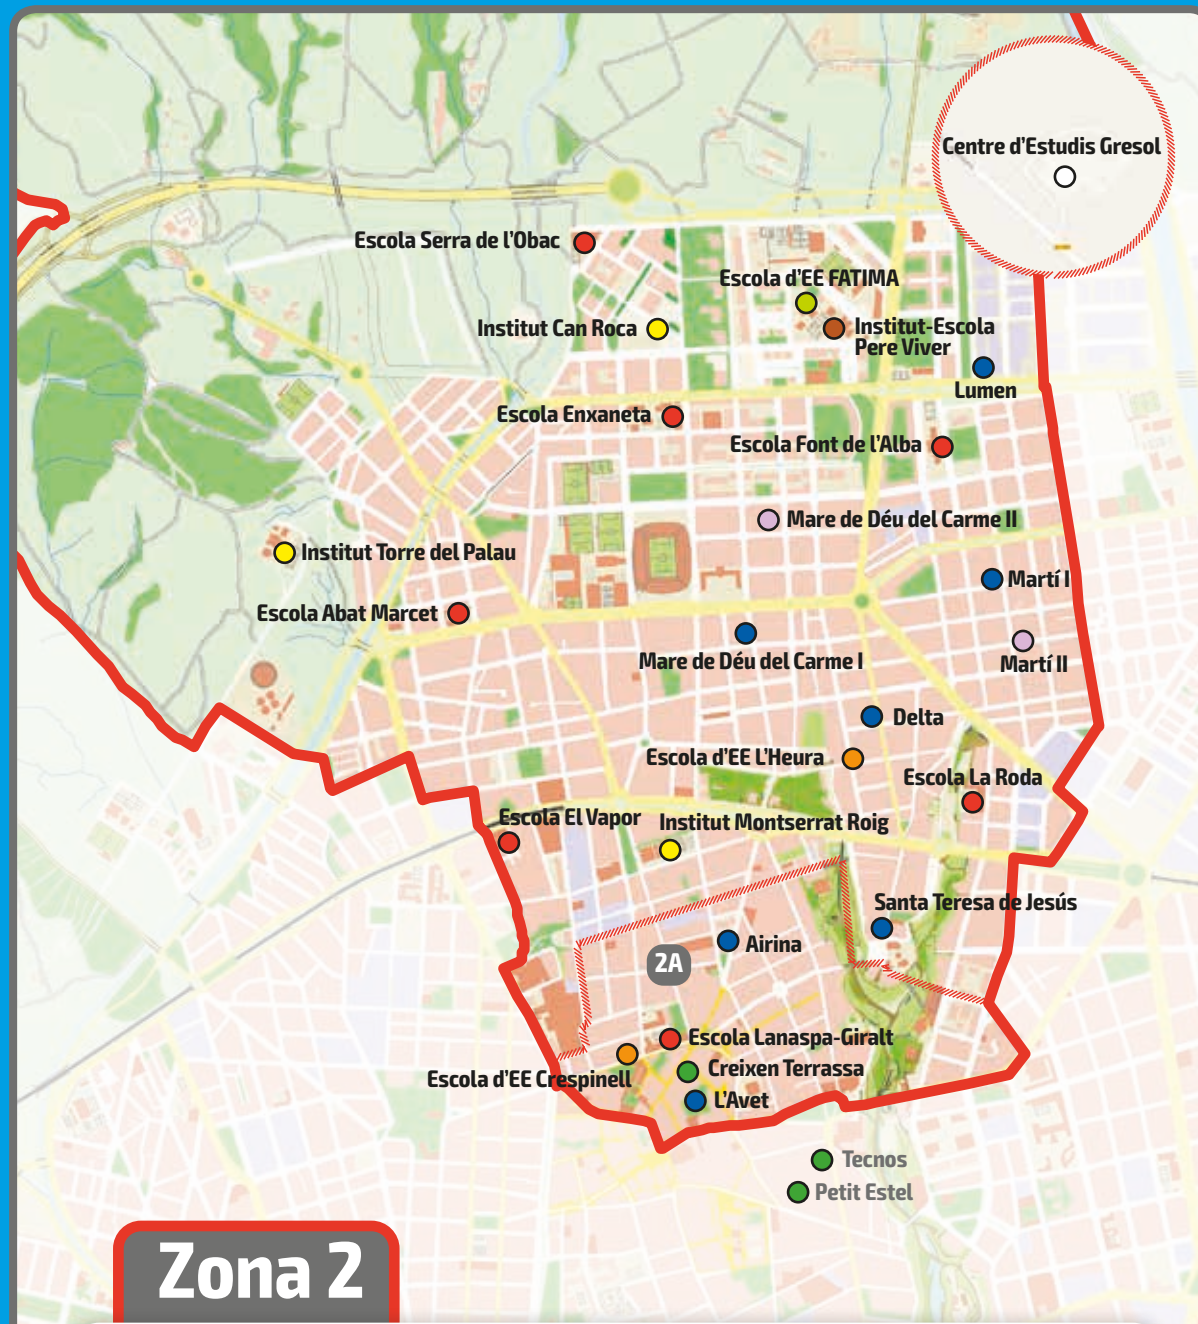 Centre d'Estudis Gresol
Escola Serra de l'Obac
Escola d'EE FATIMA
Institut Can Roca
Institut-Escola
Pere Viver
Lumen
Escola Enxaneta
Escola Font de l'Alba
Mare de Déu del Carme II
Institut Torre del Palau
Martí I
Escola Abat Marcet
Mare de Déu del Carme I
Martí II
Delta
Escola d'EE L'Heura
Escola La Roda
Escola El Vapor
Institut Montserrat Roig
Santa Teresa de Jesús
Airina
2A
Escola Lanaspa-Giralt
Creixen Terrassa
Escola d'EE Crespinell
L'Avet
Tecnos
Petit Estel
Zona 2